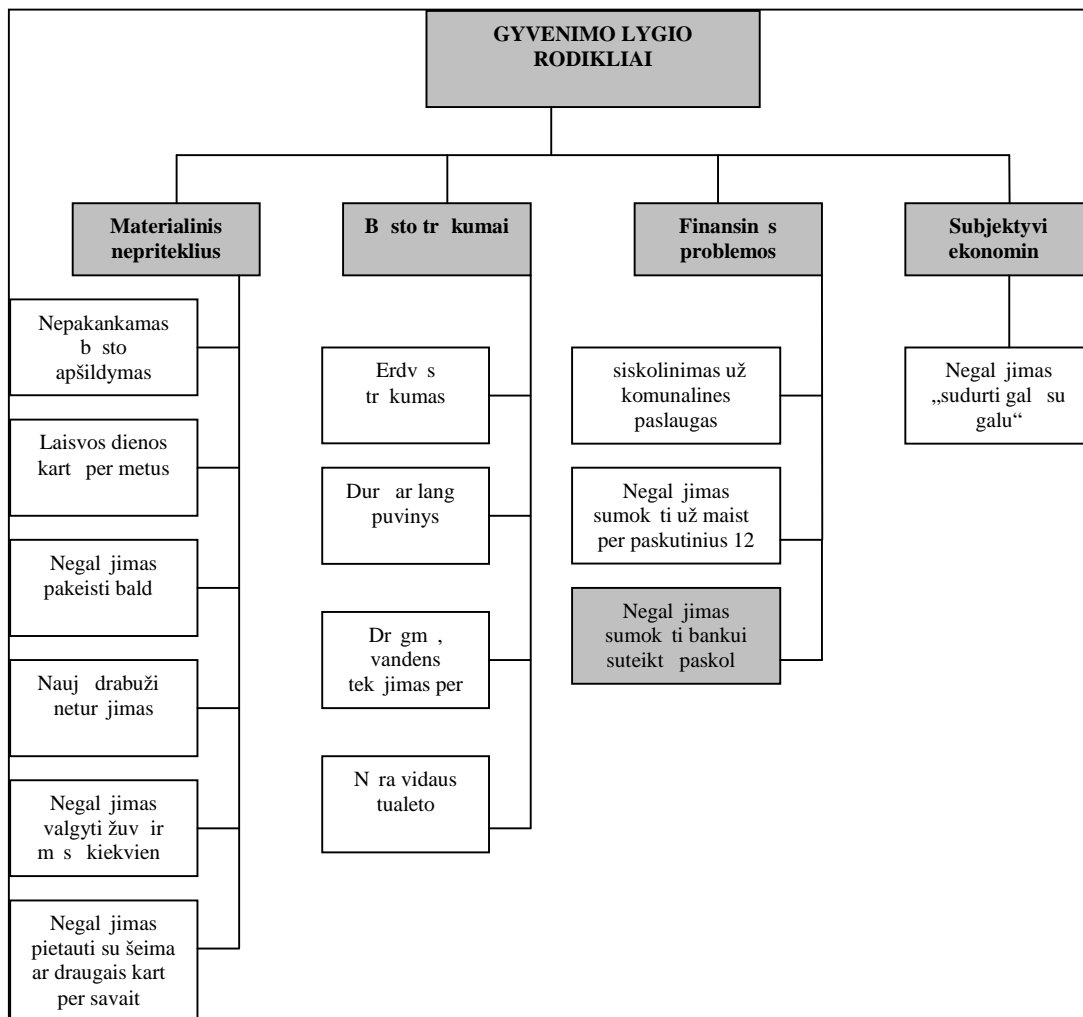 GYVENIMO LYGIO
RODIKLIAI
Materialinis
nepriteklius
B sto tr kumai
Finansin s
problemos
Subjektyvi
ekonomin
Nepakankamas
b sto
apšildymas
Laisvos dienos
kart per metus
Negal jimas
pakeisti bald
Nauj drabuži
netur jimas
Negal jimas
valgyti žuv ir
m s kiekvien
Negal jimas
pietauti su šeima
ar draugais kart
per savait
Erdv s
tr kumas
Dur ar lang
puvinys
Dr gm ,
vandens
tek jimas per
N ra vidaus
tualeto
siskolinimas už
komunalines
paslaugas
Negal jimas
sumok ti už maist
per paskutinius 12
Negal jimas
sumok ti bankui
suteikt paskol
Negal jimas
„sudurti gal su
galu“